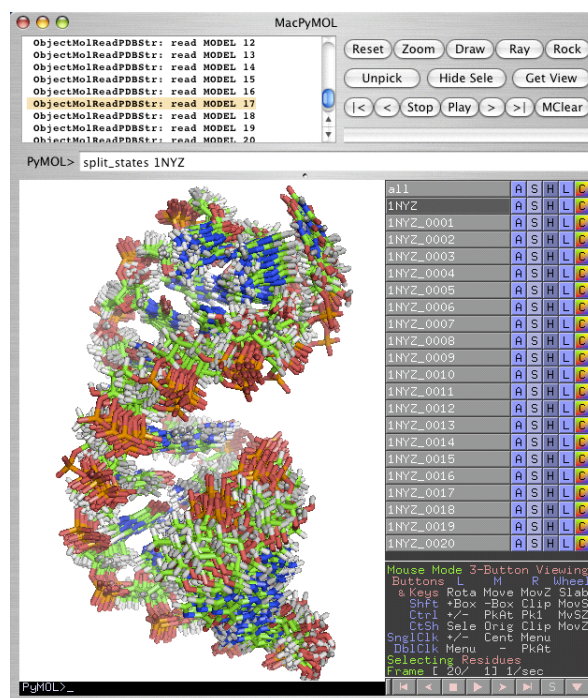 MacPyMOL
ObjectMolReadPDBStr: read MODEL 12
ObjectMolReadPDBStr: read MODEL 13
ObjectMolReadPDBStr: read MODEL 14
ObjectMolReadPDBStr: read MODEL 15
ObjectMolReadPDBStr: read MODEL 16
ObjectMolReadPDBStr: read MODEL 17
ObjectMolReadPDBStr: read MODEL 18
ObjectMolReadPDBStr: read MODEL 19
ObjectMolReadPDBStr: read MODEL 20
Reset Zoom Draw Ray Rock
Unpick Hide Sele Get View
|< < Stop Play > >| MClear
PyMOL> split_states 1NYZ
all A S H L C
1NYZ A S H L C
1NYZ_0001 A S H L C
1NYZ_0002 A S H L C
1NYZ_0003 A S H L C
1NYZ_0004 A S H L C
1NYZ_0005 A S H L C
1NYZ_0006 A S H L C
1NYZ_0007 A S H L C
1NYZ_0008 A S H L C
1NYZ_0009 A S H L C
1NYZ_0010 A S H L C
1NYZ_0011 A S H L C
1NYZ_0012 A S H L C
1NYZ_0013 A S H L C
1NYZ_0014 A S H L C
1NYZ_0015 A S H L C
1NYZ_0016 A S H L C
1NYZ_0017 A S H L C
1NYZ_0018 A S H L C
1NYZ_0019 A S H L C
1NYZ_0020 A S H L C
Mouse Mode 3-Button Viewing
Buttons L M R Wheel
& Keys Rota Move MovZ Slab
Shft +Box -Box Clip MovS
Ctrl +/- PkAt Pk1 MvSZ
CtSh Sele Orig Clip MovZ
SnglClk +/- Cent Menu
DblClk Menu - PkAt
Selecting Residues
Frame [ 20/ 1] 1/sec
PyMOL>_
S